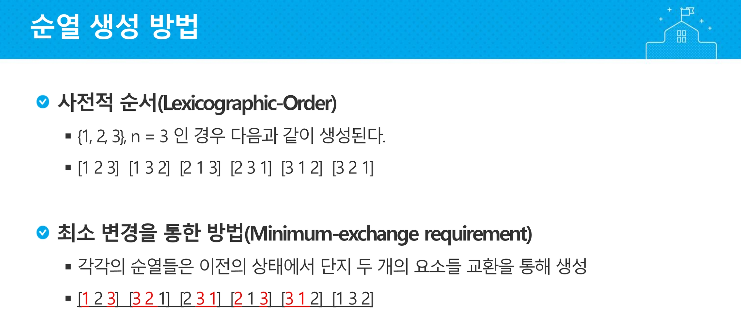 순열 생성 방법
사전적 순서(Lexicographic-Order)
▪ {1, 2, 3}, n = 3 인 경우 다음과 같이 생성된다.
▪ [1 2 3] [1 3 2] [2 1 3] [2 3 1] [3 1 2] [3 2 1]
최소 변경을 통한 방법(Minimum-exchange requirement)
▪ 각각의 순열들은 이전의 상태에서 단지 두 개의 요소들 교환을 통해 생성
▪ [1 2 3] [3 2 1] [2 3 1] [2 1 3] [3 1 2] [1 3 2]